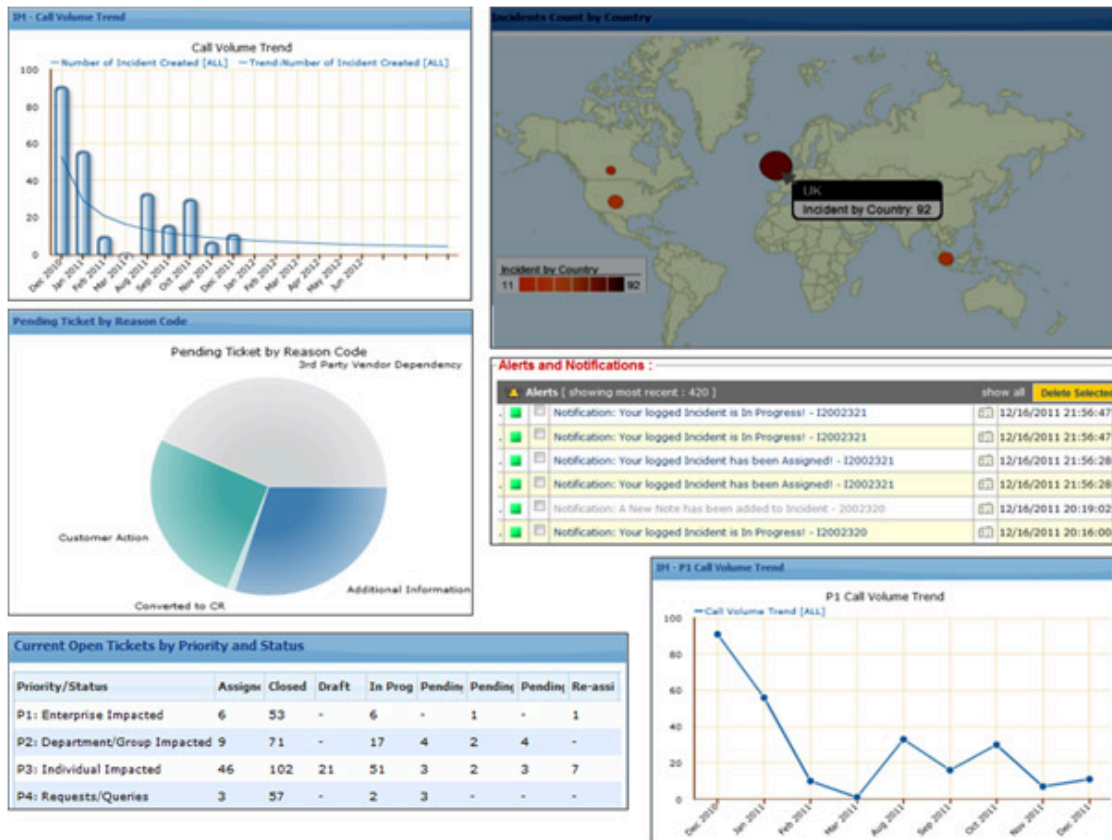 IM - Call Volume Trend
Call Volume Trend
Number of Incident Created [ALL] Trend:Number of Incident Created [ALL]
100
80
60
40
20
0
Dec 2010 Jan 2011 Feb 2011 Mar 2011 Aug 2011 Sep 2011 Oct 2011 Nov 2011 Dec 2011 Jan 2012 Feb 2012 Mar 2012 Apr 2012 May 2012 Jun 2012
Incidents Count by Country
UK
Incident by Country: 92
Incident by Country
11 92
Pending Ticket by Reason Code
Pending Ticket by Reason Code
3rd Party Vendor Dependency
Customer Action
Additional Information
Converted to CR
Alerts and Notifications :
Alerts [ showing most recent : 420 ] show all Delete Selected
Notification: Your logged Incident is In Progress! - I2002321 12/16/2011 21:56:47
Notification: Your logged Incident is In Progress! - I2002321 12/16/2011 21:56:47
Notification: Your logged Incident has been Assigned! - I2002321 12/16/2011 21:56:28
Notification: Your logged Incident has been Assigned! - I2002321 12/16/2011 21:56:28
Notification: A New Note has been added to Incident - 2002320 12/16/2011 20:19:02
Notification: Your logged Incident is In Progress! - I2002320 12/16/2011 20:16:00
Current Open Tickets by Priority and Status
Priority/Status Assigne Closed Draft In Prog Pending Pending Pending Re-assi
P1: Enterprise Impacted 6 53 - 6 - 1 - 1
P2: Department/Group Impacted 9 71 - 17 4 2 4 -
P3: Individual Impacted 46 102 21 51 3 2 3 7
P4: Requests/Queries 3 57 - 2 3 - - -
IM - P1 Call Volume Trend
P1 Call Volume Trend
Call Volume Trend [ALL]
100
80
60
40
20
0
Dec 2010 Jan 2011 Feb 2011 Mar 2011 Aug 2011 Sep 2011 Oct 2011 Nov 2011 Dec 2011